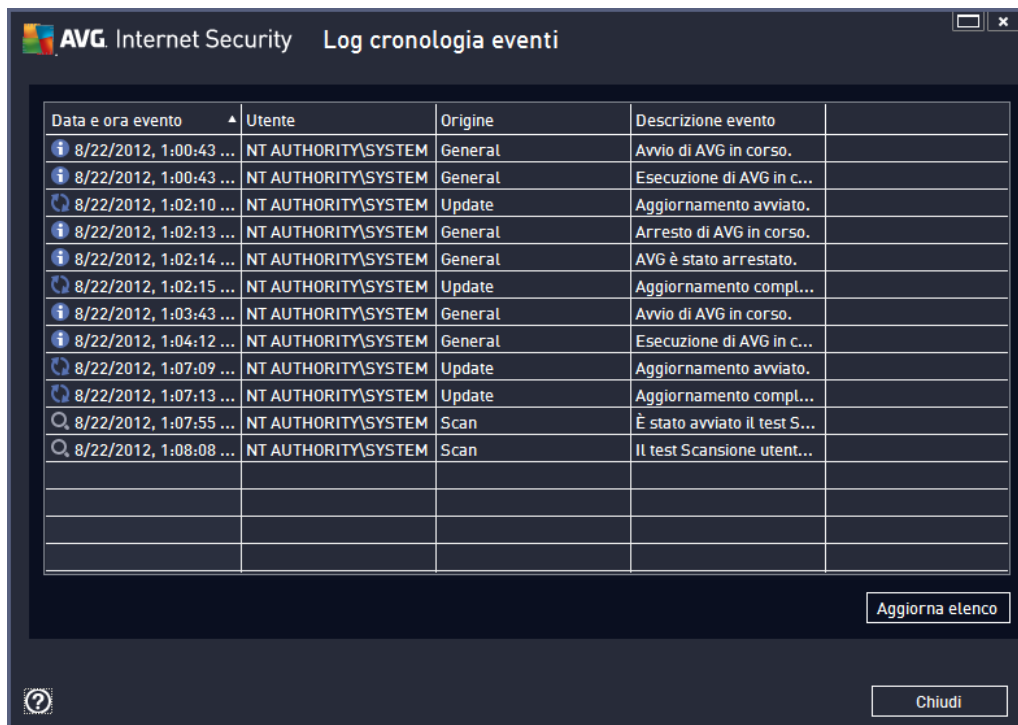 AVG. Internet Security Log cronologia eventi
Data e ora evento Utente Origine Descrizione evento
8/22/2012, 1:00:43 ... NT AUTHORITY\SYSTEM General Avvio di AVG in corso.
8/22/2012, 1:00:43 ... NT AUTHORITY\SYSTEM General Esecuzione di AVG in c...
8/22/2012, 1:02:10 ... NT AUTHORITY\SYSTEM Update Aggiornamento avviato.
8/22/2012, 1:02:13 ... NT AUTHORITY\SYSTEM General Arresto di AVG in corso.
8/22/2012, 1:02:14 ... NT AUTHORITY\SYSTEM General AVG è stato arrestato.
8/22/2012, 1:02:15 ... NT AUTHORITY\SYSTEM Update Aggiornamento compl...
8/22/2012, 1:03:43 ... NT AUTHORITY\SYSTEM General Avvio di AVG in corso.
8/22/2012, 1:04:12 ... NT AUTHORITY\SYSTEM General Esecuzione di AVG in c...
8/22/2012, 1:07:09 ... NT AUTHORITY\SYSTEM Update Aggiornamento avviato.
8/22/2012, 1:07:13 ... NT AUTHORITY\SYSTEM Update Aggiornamento compl...
8/22/2012, 1:07:55 ... NT AUTHORITY\SYSTEM Scan È stato avviato il test S...
8/22/2012, 1:08:08 ... NT AUTHORITY\SYSTEM Scan Il test Scansione utent...
Aggiorna elenco
Chiudi